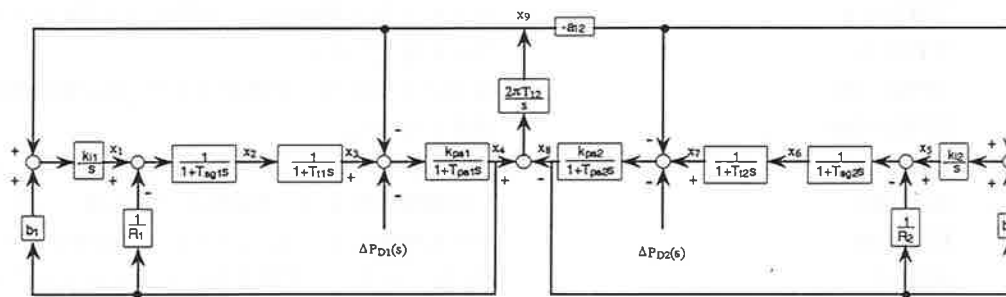 x9
-a12
2πT12
s
+
ki1
s
x1
1
1+Tsg1s
x2
1
1+Tt1s
x3
-
kps1
1+Tps1s
x4
x8
kps2
1+Tps2s
-
x7
1
1+Tt2s
x6
1
1+Tsg2s
x5
ki2
s
+
+
-
+
-
+
-
-
+
-
+
b1
1
R1
ΔPD1(s)
ΔPD2(s)
1
R2
b